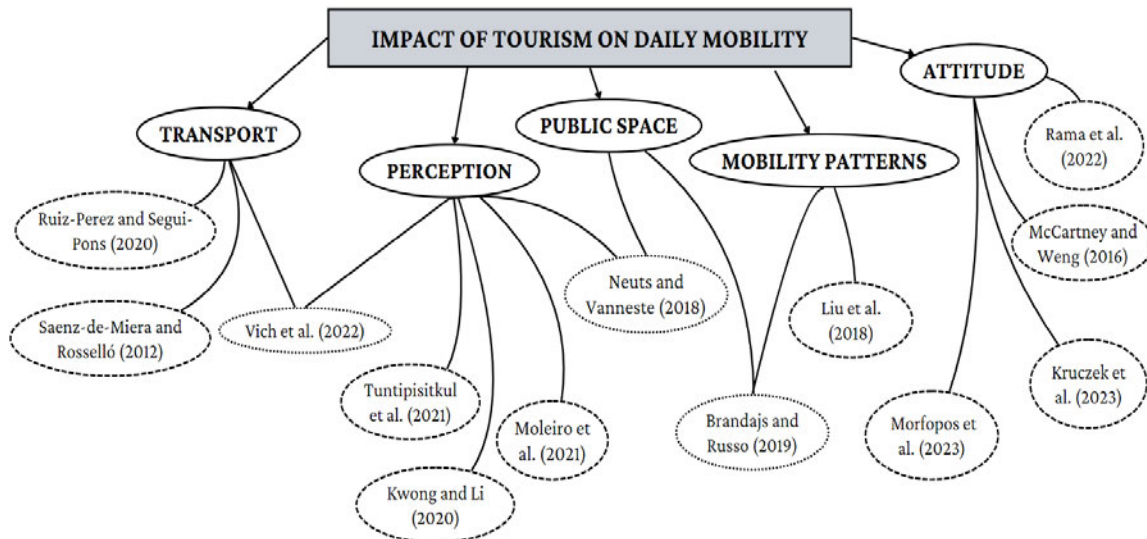 IMPACT OF TOURISM ON DAILY MOBILITY
ATTITUDE
TRANSPORT
PUBLIC SPACE
PERCEPTION
MOBILITY PATTERNS
Rama et al.
(2022)
Ruiz-Perez and Segui-
Pons (2020)
McCartney and
Weng (2016)
Neuts and
Vanneste (2018)
Liu et al.
(2018)
Saenz-de-Miera and
Rosselló (2012)
Vich et al. (2022)
Kruczek et
al. (2023)
Tuntipisitkul
et al. (2021)
Moleiro et
al. (2021)
Brandajs and
Russo (2019)
Morfopos et
al. (2023)
Kwong and Li
(2020)